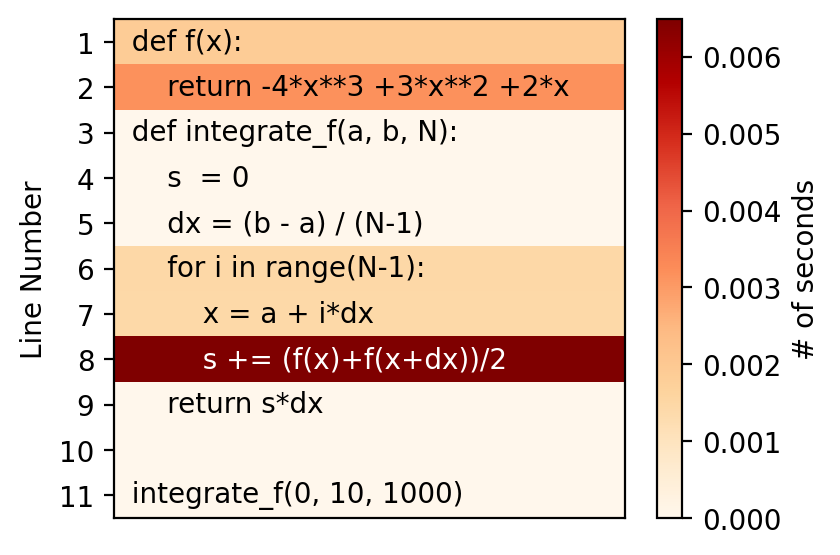 1 def f(x):
2 return -4*x**3 +3*x**2 +2*x
3 def integrate_f(a, b, N):
4 s  = 0
5 dx = (b - a) / (N-1)
6 for i in range(N-1):
7 x = a + i*dx
8 s += (f(x)+f(x+dx))/2
9 return s*dx
10
11 integrate_f(0, 10, 1000)
Line Number
0.006
0.005
0.004
0.003
0.002
0.001
0.000
# of seconds